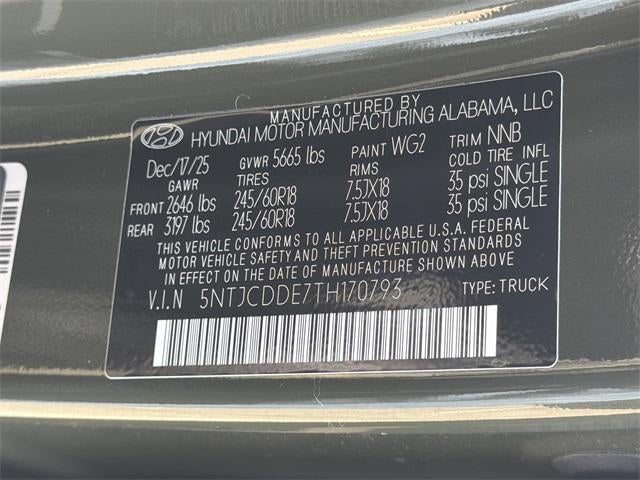 MANUFACTURED BY
HYUNDAI MOTOR MANUFACTURING ALABAMA, LLC
Dec/17/25 GVWR 5665 lbs PAINT WG2 TRIM NNB
GAWR TIRES RIMS COLD TIRE INFL
FRONT 2646 lbs 245/60R18 7.5JX18 35 psi SINGLE
REAR 3197 lbs 245/60R18 7.5JX18 35 psi SINGLE
THIS VEHICLE CONFORMS TO ALL APPLICABLE U.S.A. FEDERAL
MOTOR VEHICLE SAFETY AND THEFT PREVENTION STANDARDS
IN EFFECT ON THE DATE OF MANUFACTURE SHOWN ABOVE
V.I.N 5NTJCDDE7TH170793 TYPE: TRUCK